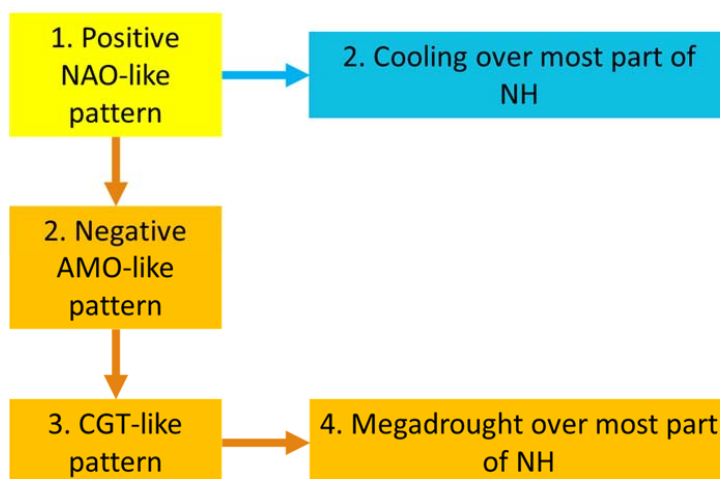 1. Positive
NAO-like
pattern
2. Cooling over most part of
NH
2. Negative
AMO-like
pattern
3. CGT-like
pattern
4. Megadrought over most part
of NH